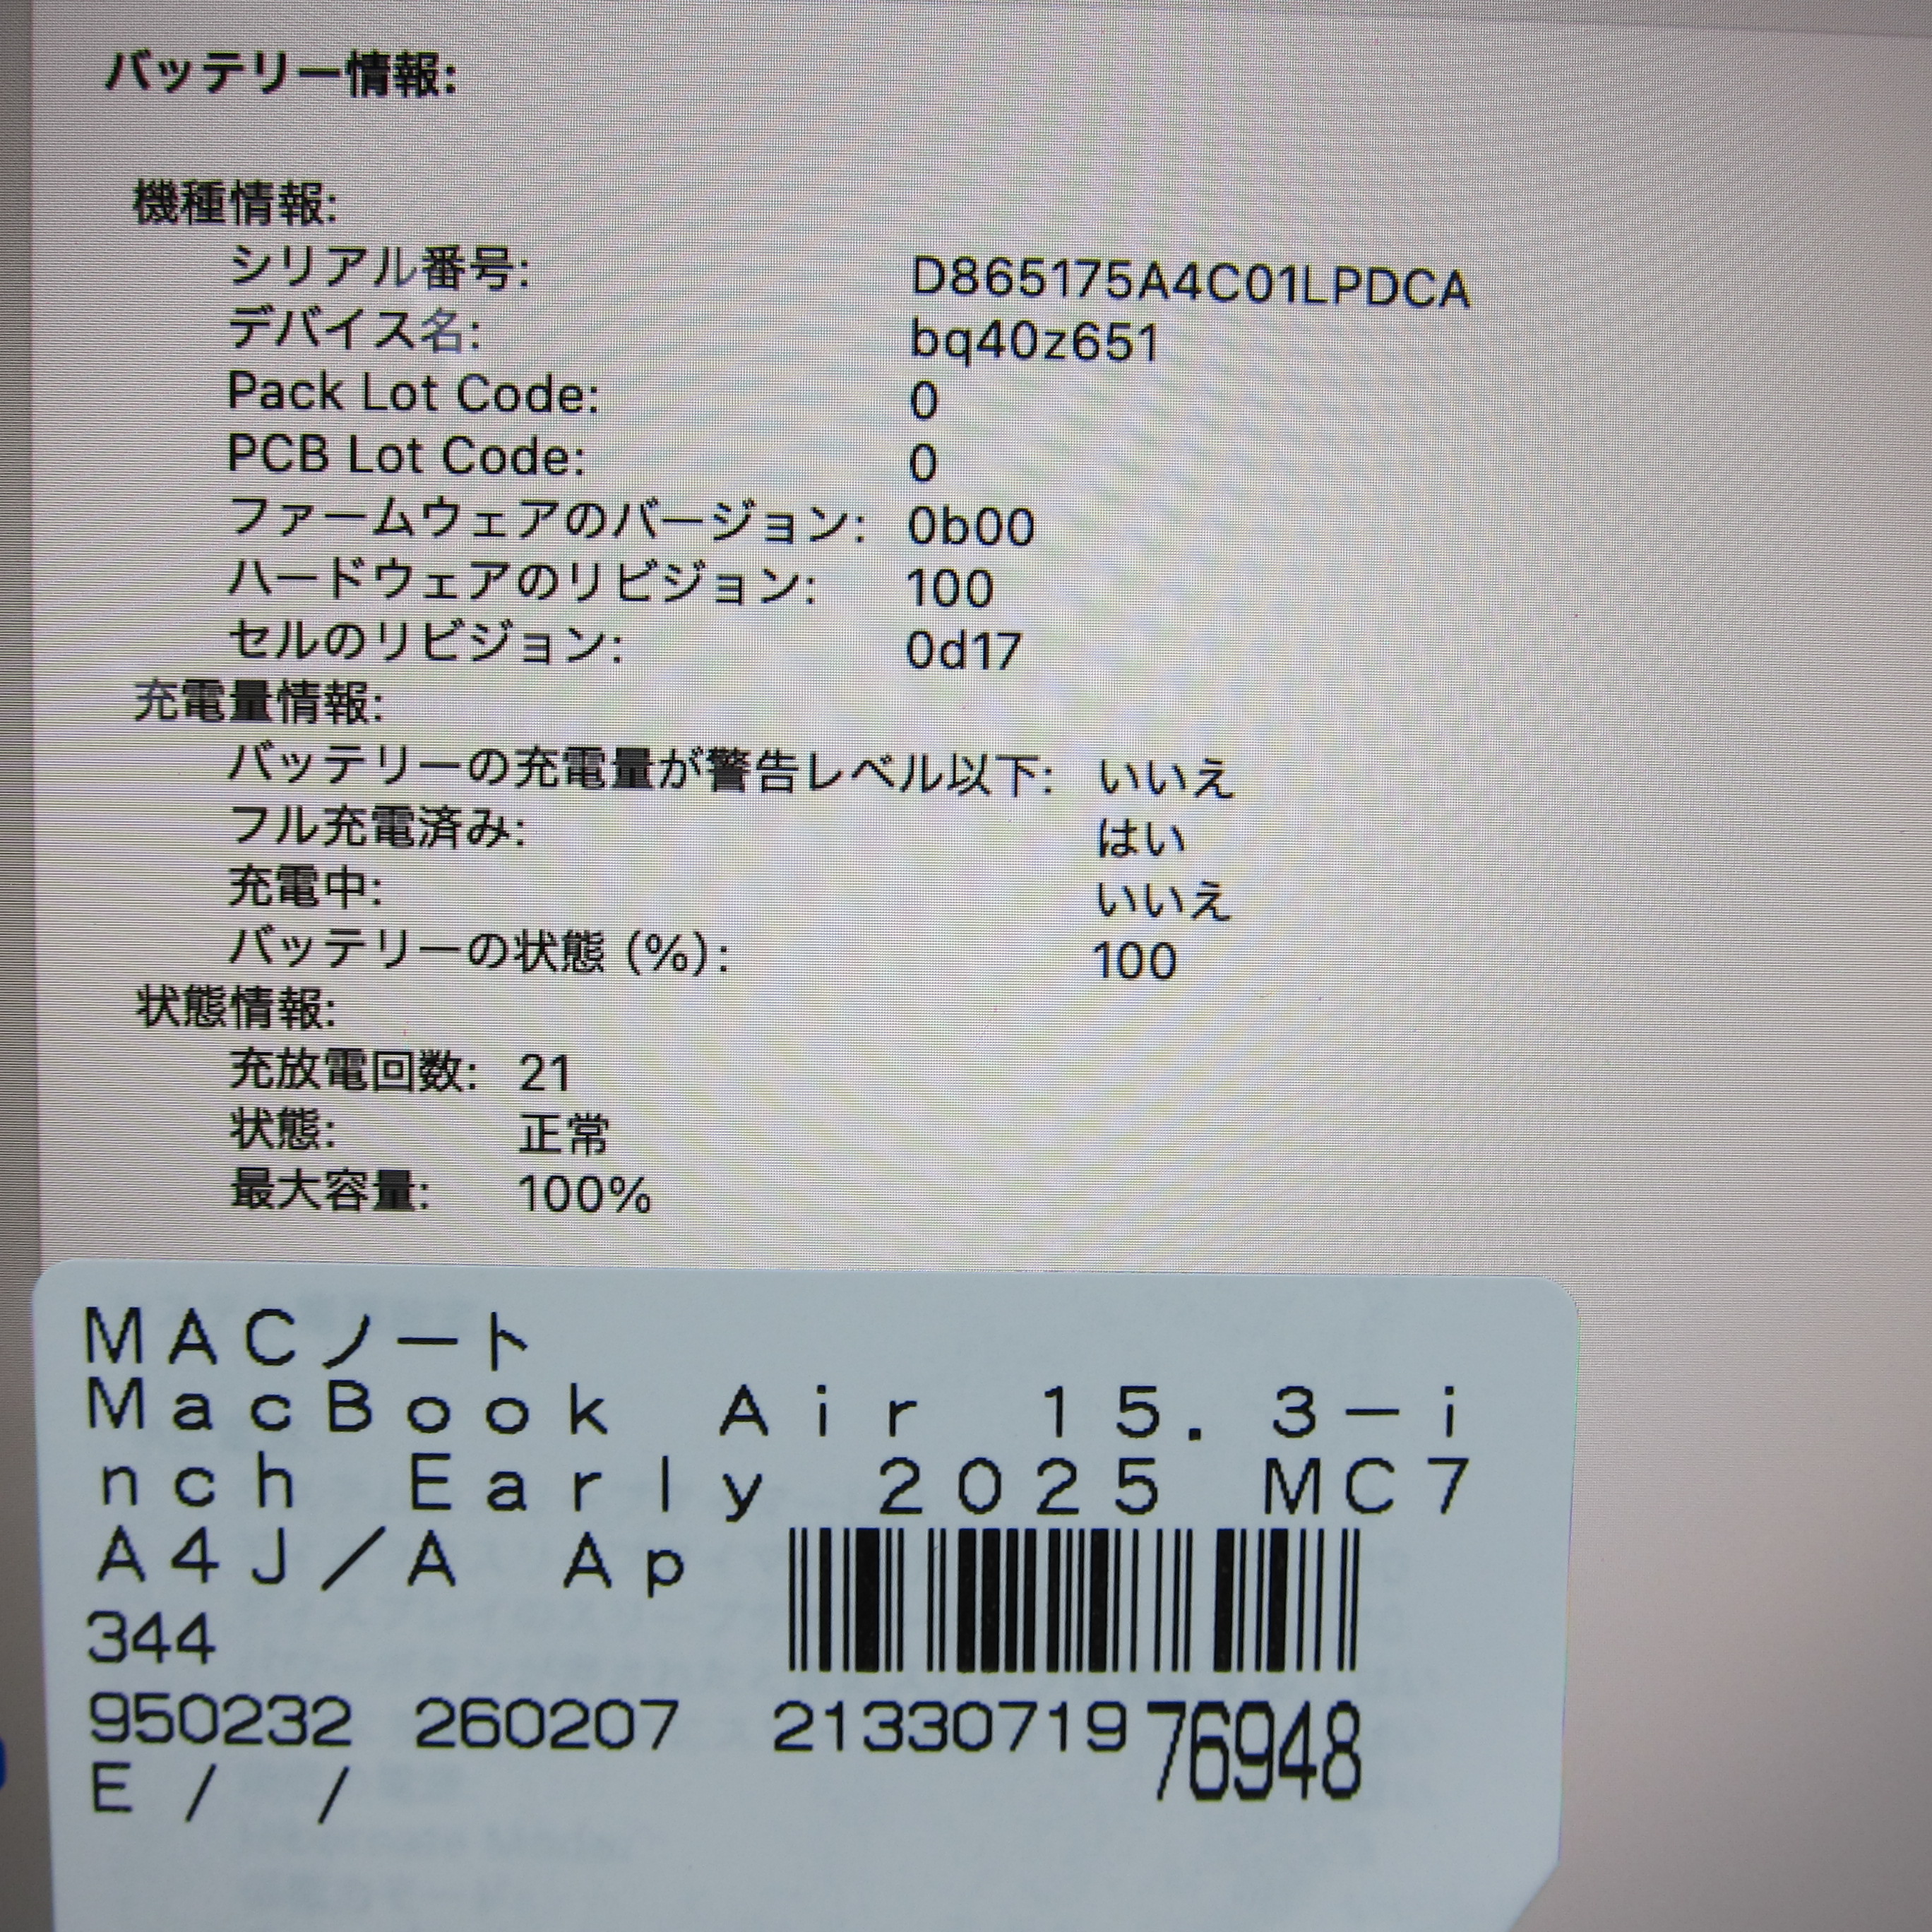 バッテリー情報:
機種情報:
シリアル番号: D865175A4C01LPDCA
デバイス名: bq40z651
Pack Lot Code: 0
PCB Lot Code: 0
ファームウェアのバージョン: 0b00
ハードウェアのリビジョン: 100
セルのリビジョン: 0d17
充電量情報:
バッテリーの充電量が警告レベル以下: いいえ
フル充電済み: はい
充電中: いいえ
バッテリーの状態 (%): 100
状態情報:
充放電回数: 21
状態: 正常
最大容量: 100%
MACノート
MacBook Air 15.3-i
nch Early 2025 MC7
A4J/A Ap
344
950232 260207 2133071976948
E / /